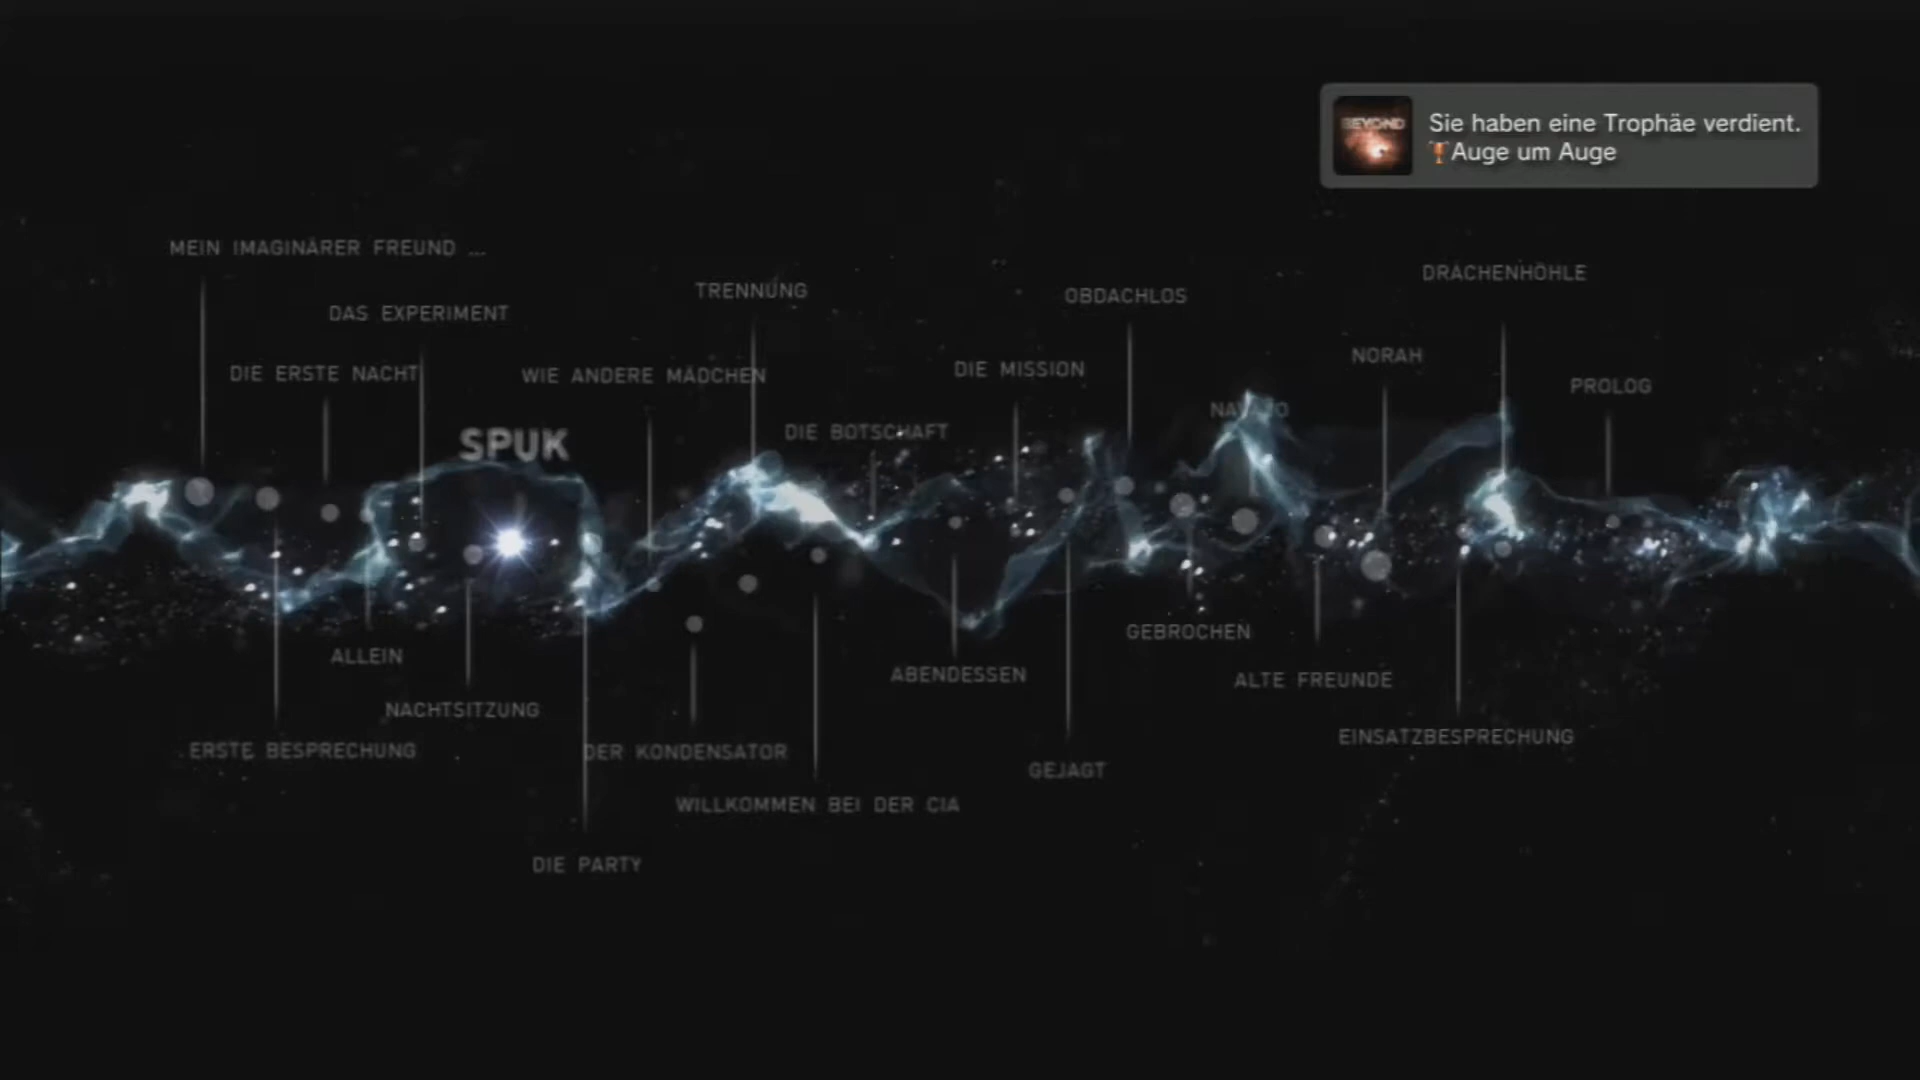 BEYOND
Sie haben eine Trophäe verdient.
Auge um Auge
MEIN IMAGINÄRER FREUND ...
DRACHENHÖHLE
TRENNUNG
OBDACHLOS
DAS EXPERIMENT
NORAH
DIE MISSION
DIE ERSTE NACHT
WIE ANDERE MÄDCHEN
PROLOG
NAVAJO
DIE BOTSCHAFT
SPUK
GEBROCHEN
ALLEIN
ABENDESSEN
ALTE FREUNDE
NACHTSITZUNG
EINSATZBESPRECHUNG
ERSTE BESPRECHUNG
DER KONDENSATOR
GEJAGT
WILLKOMMEN BEI DER CIA
DIE PARTY